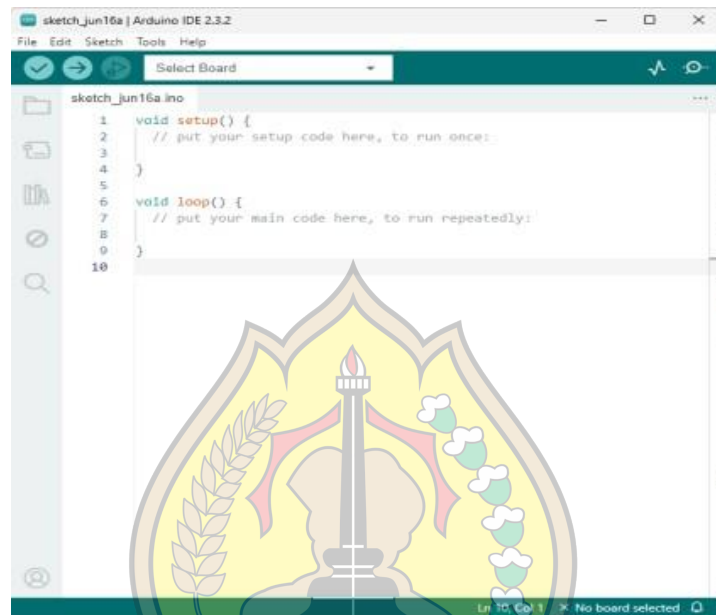 sketch_jun16a | Arduino IDE 2.3.2
File Edit Sketch Tools Help
Select Board
sketch_jun16a.ino
1 void setup() {
2 // put your setup code here, to run once:
3
4 }
5
6 void loop() {
7 // put your main code here, to run repeatedly:
8
9 }
10
Ln 10, Col 1 × No board selected